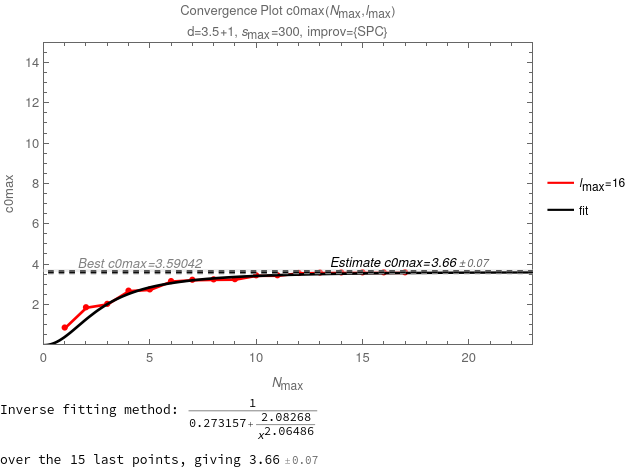 Convergence Plot c0max(Nmax,lmax)
d=3.5+1, smax=300, improv={SPC}
14
12
10
8
6
4
2
c0max
Best c0max=3.59042
Estimate c0max=3.66 ±0.07
lmax=16
fit
0 5 10 15 20
Nmax
Inverse fitting method: 1
0.273157+ 2.08268
x2.06486
over the 15 last points, giving 3.66 ±0.07